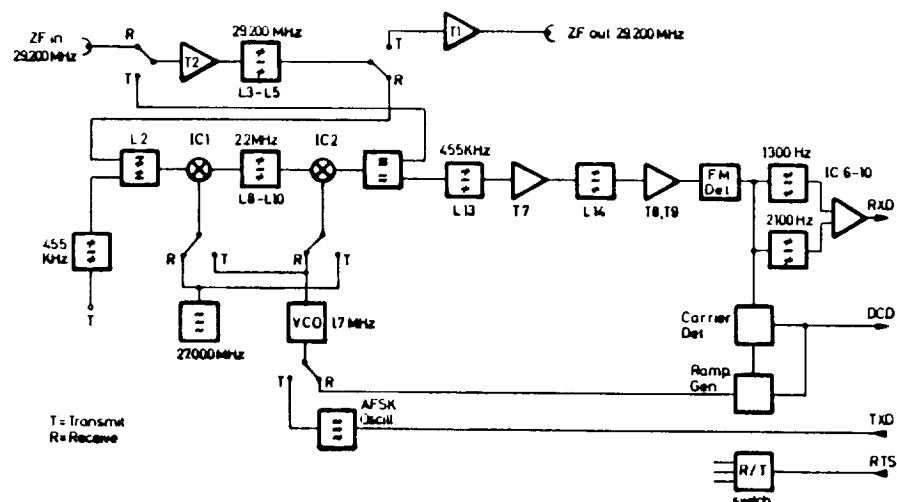 ZF in
29.200 MHz
R
T
T2
29.200 MHz
L3-L5
T
R
T1
ZF out 29.200 MHz
L2
IC1
2.2MHz
L8-L10
IC2
455KHz
L13
T7
L14
T8,T9
FM
Det
1300 Hz
IC 6-10
RXD
2100 Hz
455
KHz
T
R
T
R
T
27.000 MHz
VCO
1.7 MHz
Carrier
Det
DCD
T
R
Ramp.
Gen
AFSK
Oscill
TXD
T = Transmit
R = Receive
R/T
RTS
switch